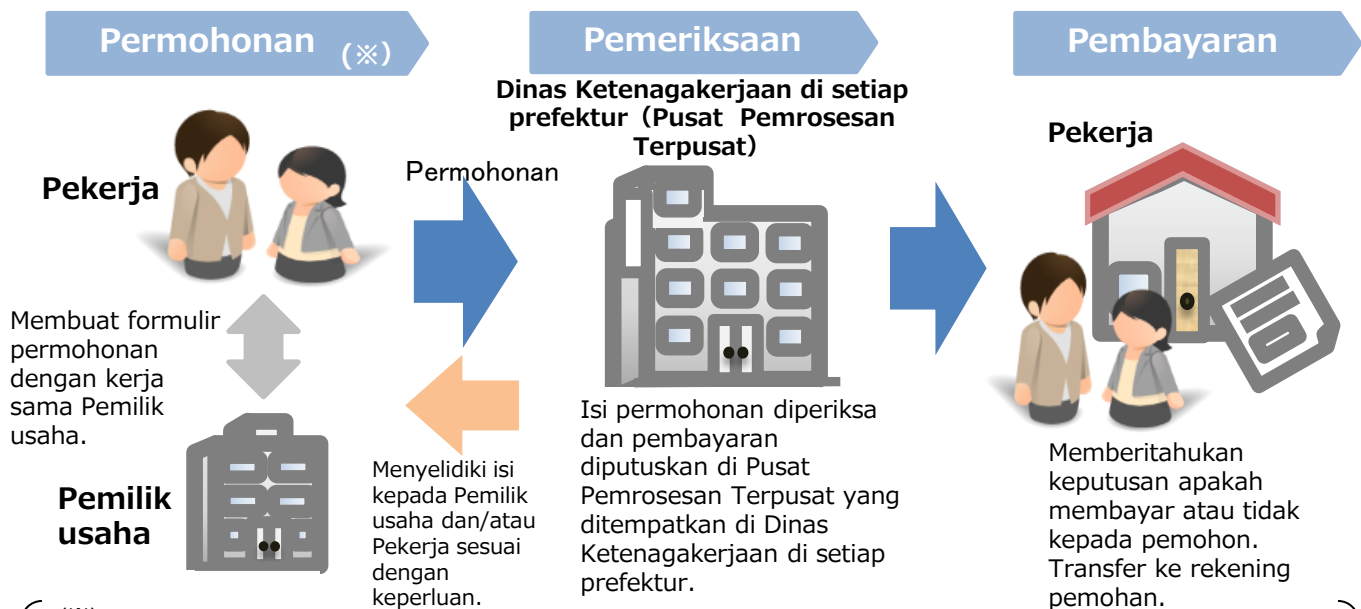 Permohonan (※)
Pekerja
Membuat formulir
permohonan
dengan kerja
sama Pemilik
usaha.
Pemilik
usaha
Permohonan
Menyelidiki isi
kepada Pemilik
usaha dan/atau
Pekerja sesuai
dengan
keperluan.
Pemeriksaan
Dinas Ketenagakerjaan di setiap
prefektur（Pusat Pemrosesan
Terpusat）
Isi permohonan diperiksa
dan pembayaran
diputuskan di Pusat
Pemrosesan Terpusat yang
ditempatkan di Dinas
Ketenagakerjaan di setiap
prefektur.
Pembayaran
Pekerja
Memberitahukan
keputusan apakah
membayar atau tidak
kepada pemohon.
Transfer ke rekening
pemohan.